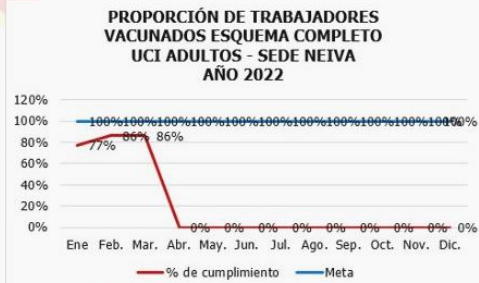 PROPORCIÓN DE TRABAJADORES
VACUNADOS ESQUEMA COMPLETO
UCI ADULTOS - SEDE NEIVA
AÑO 2022
120%
100%
80%
60%
40%
20%
0%
100% 100% 100% 100% 100% 100% 100% 100% 100% 100% 100% 100%
77% 86% 86% 0% 0% 0% 0% 0% 0% 0% 0% 0%
Ene Feb. Mar. Abr. May. Jun. Jul. Ago. Sep. Oct. Nov. Dic.
% de cumplimiento Meta